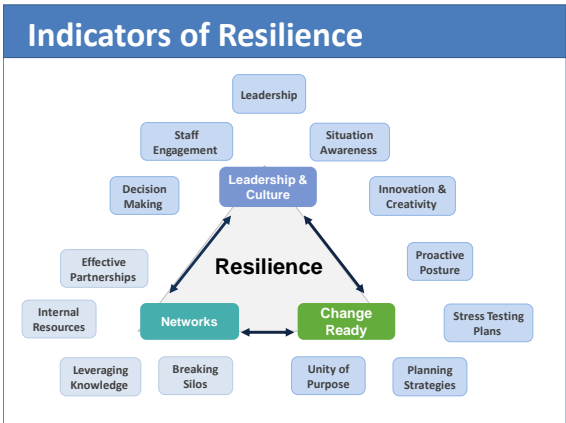 Indicators of Resilience
Leadership
Staff
Engagement
Situation
Awareness
Leadership &
Culture
Decision
Making
Innovation &
Creativity
Effective
Partnerships
Resilience
Proactive
Posture
Internal
Resources
Networks
Change
Ready
Stress Testing
Plans
Leveraging
Knowledge
Breaking
Silos
Unity of
Purpose
Planning
Strategies